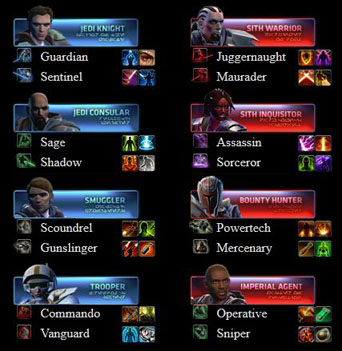 JEDI KNIGHT
Guardian
Sentinel
JEDI CONSULAR
Sage
Shadow
SMUGGLER
Scoundrel
Gunslinger
TROOPER
Commando
Vanguard
SITH WARRIOR
Juggernaught
Maurader
SITH INQUISITOR
Assassin
Sorceror
BOUNTY HUNTER
Powertech
Mercenary
IMPERIAL AGENT
Operative
Sniper